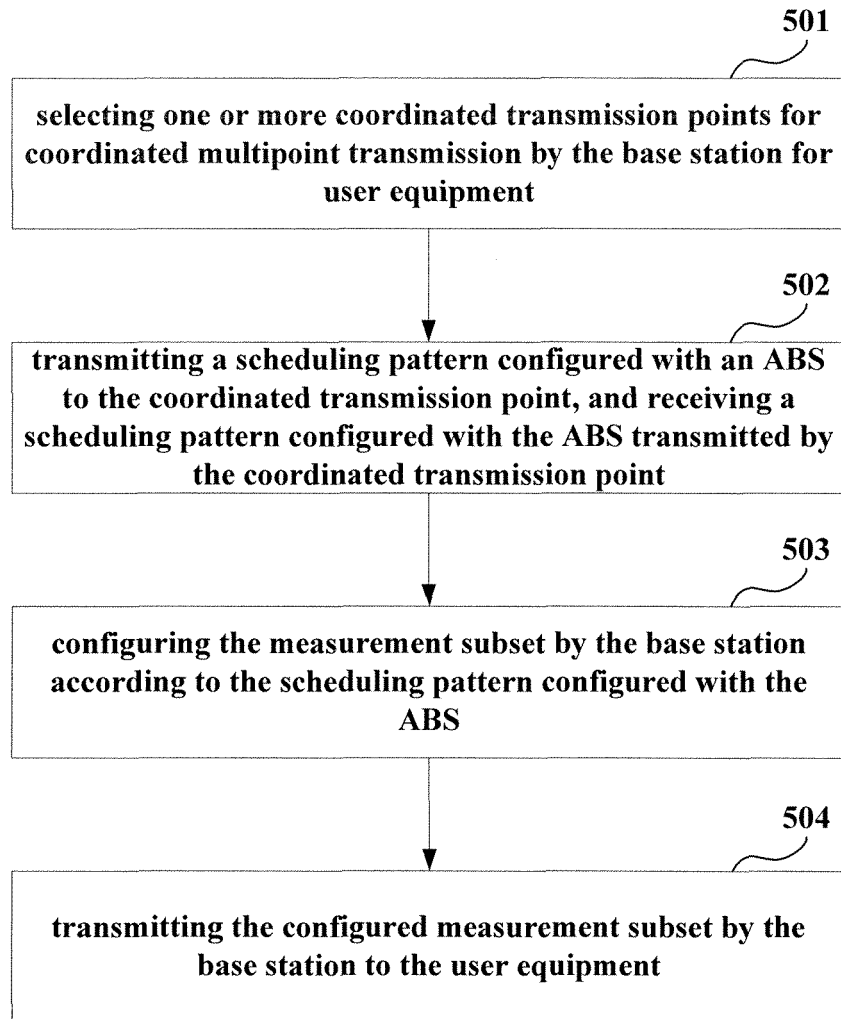 501
selecting one or more coordinated transmission points for
coordinated multipoint transmission by the base station for
user equipment
502
transmitting a scheduling pattern configured with an ABS
to the coordinated transmission point, and receiving a
scheduling pattern configured with the ABS transmitted by
the coordinated transmission point
503
configuring the measurement subset by the base station
according to the scheduling pattern configured with the
ABS
504
transmitting the configured measurement subset by the
base station to the user equipment